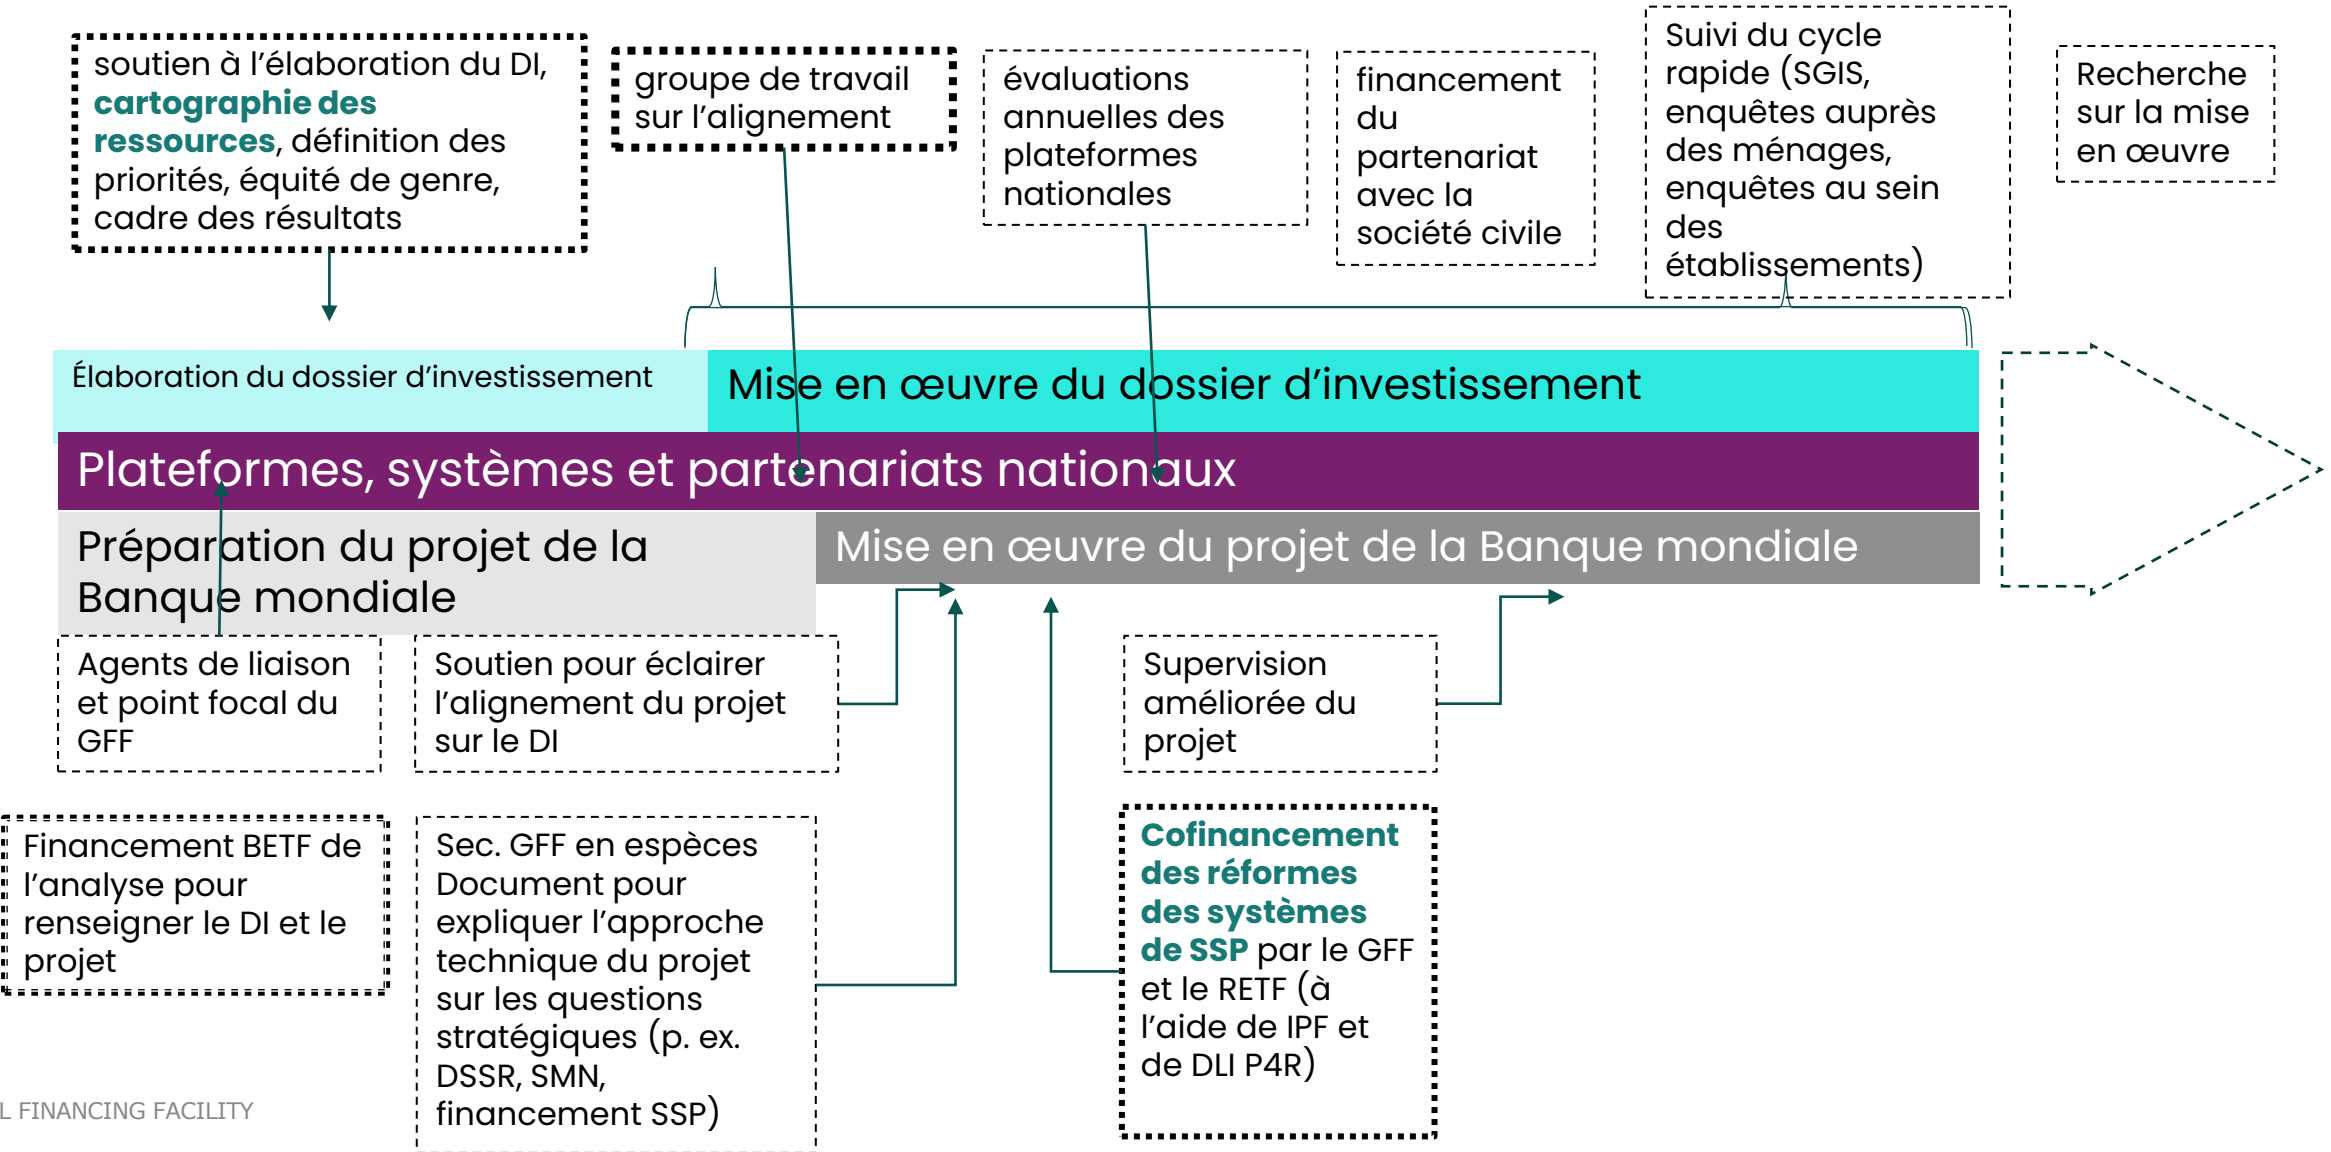 soutien à l’élaboration du DI,
cartographie des
ressources, définition des
priorités, équité de genre,
cadre des résultats
groupe de travail
sur l’alignement
évaluations
annuelles des
plateformes
nationales
financement
du
partenariat
avec la
société civile
Suivi du cycle
rapide (SGIS,
enquêtes auprès
des ménages,
enquêtes au sein
des
établissements)
Recherche
sur la mise
en œuvre
Élaboration du dossier d’investissement
Mise en œuvre du dossier d’investissement
Plateformes, systèmes et partenariats nationaux
Préparation du projet de la
Banque mondiale
Mise en œuvre du projet de la Banque mondiale
Agents de liaison
et point focal du
GFF
Soutien pour éclairer
l’alignement du projet
sur le DI
Supervision
améliorée du
projet
Financement BETF de
l’analyse pour
renseigner le DI et le
projet
Sec. GFF en espèces
Document pour
expliquer l’approche
technique du projet
sur les questions
stratégiques (p. ex.
DSSR, SMN,
financement SSP)
Cofinancement
des réformes
des systèmes
de SSP par le GFF
et le RETF (à
l’aide de IPF et
de DLI P4R)
L FINANCING FACILITY